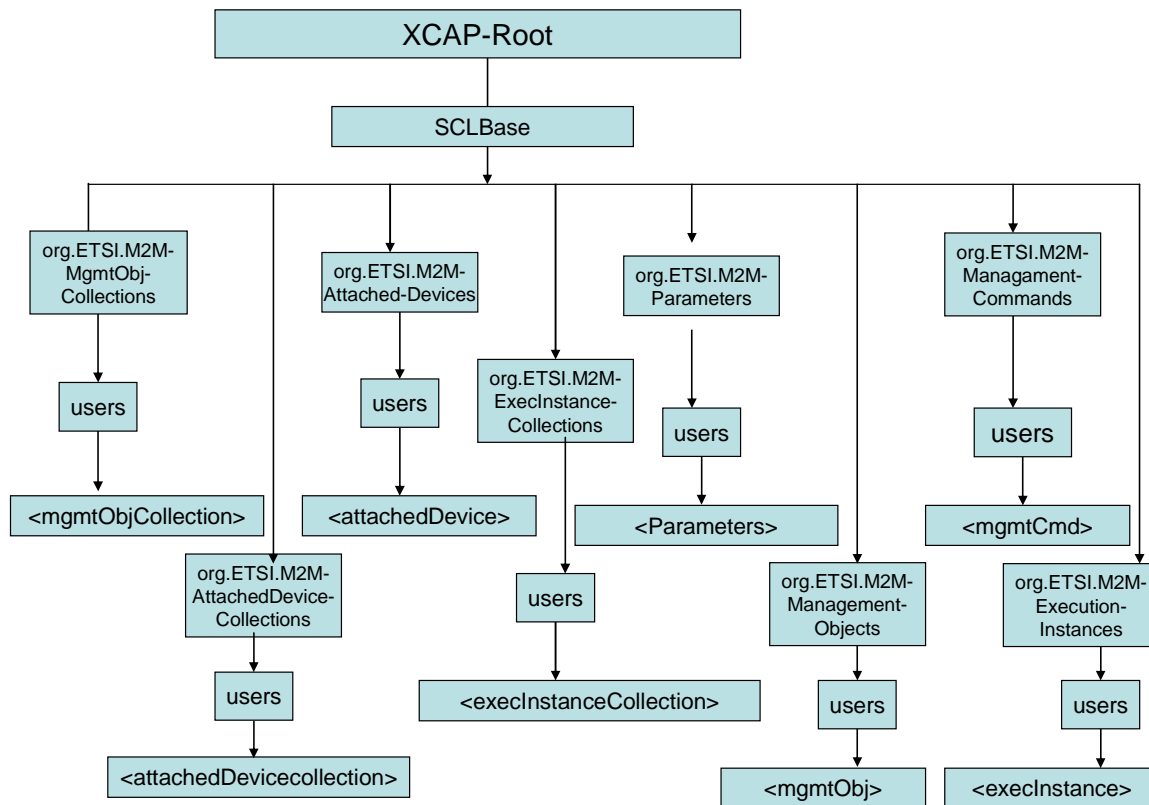 XCAP-Root
SCLBase
org.ETSI.M2M-
MgmtObj-
Collections
users
<mgmtObjCollection>
org.ETSI.M2M-
AttachedDevice-
Collections
users
<attachedDevicecollection>
org.ETSI.M2M-
Attached-Devices
users
<attachedDevice>
org.ETSI.M2M-
ExecInstance-
Collections
users
<execInstanceCollection>
org.ETSI.M2M-
Parameters
users
<Parameters>
org.ETSI.M2M-
Management-
Objects
users
<mgmtObj>
org.ETSI.M2M-
Managament-
Commands
users
<mgmtCmd>
org.ETSI.M2M-
Execution-
Instances
users
<execInstance>